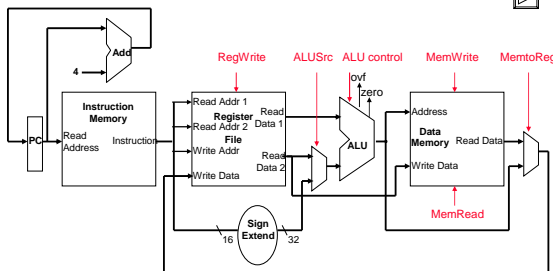 Add
4
RegWrite
ALUSrc
ALU control
MemWrite
MemtoReg
ovf
zero
Instruction
Memory
PC
Read
Address
Instruction
Read Addr 1
Read Addr 2
Write Addr
Write Data
Register
File
Read
Data 1
Read
Data 2
ALU
Address
Data
Memory
Read Data
Write Data
MemRead
Sign
Extend
16
32